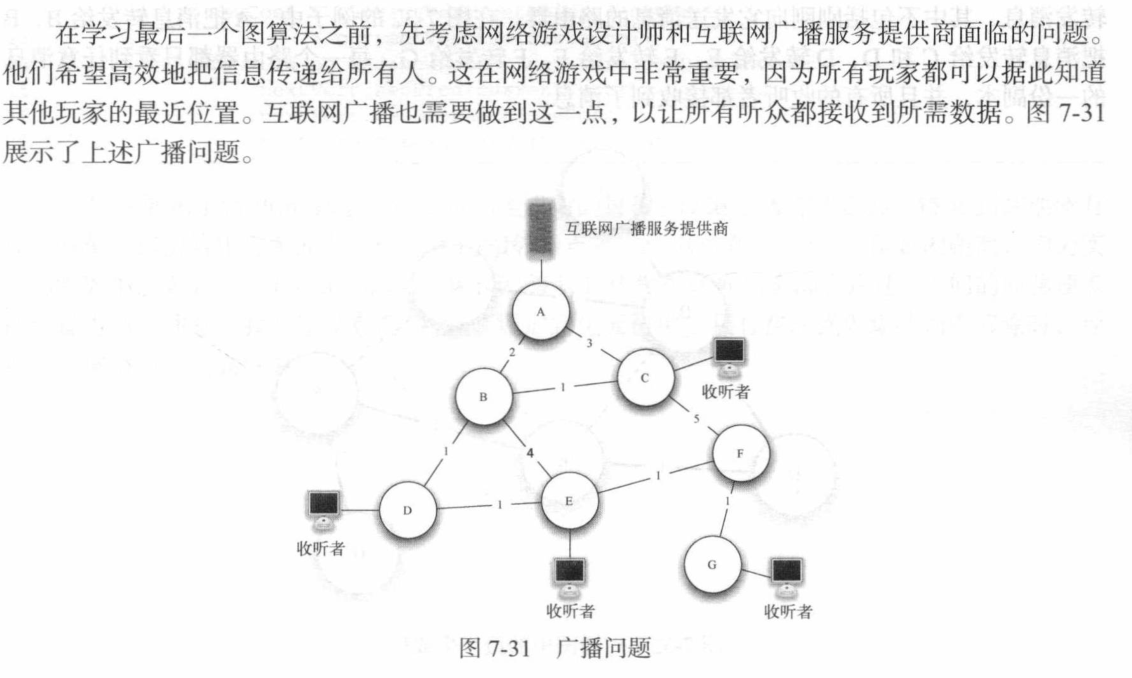 在学习最后一个图算法之前，先考虑网络游戏设计师和互联网广播服务提供商面临的问题。
他们希望高效地把信息传递给所有人。这在网络游戏中非常重要，因为所有玩家都可以据此知道
其他玩家的最近位置。互联网广播也需要做到这一点，以让所有听众都接收到所需数据。图 7-31
展示了上述广播问题。
互联网广播服务提供商
A
2
3
B
1
C
收听者
5
1
4
F
1
D
1
E
1
收听者
G
收听者
收听者
图 7-31 广播问题